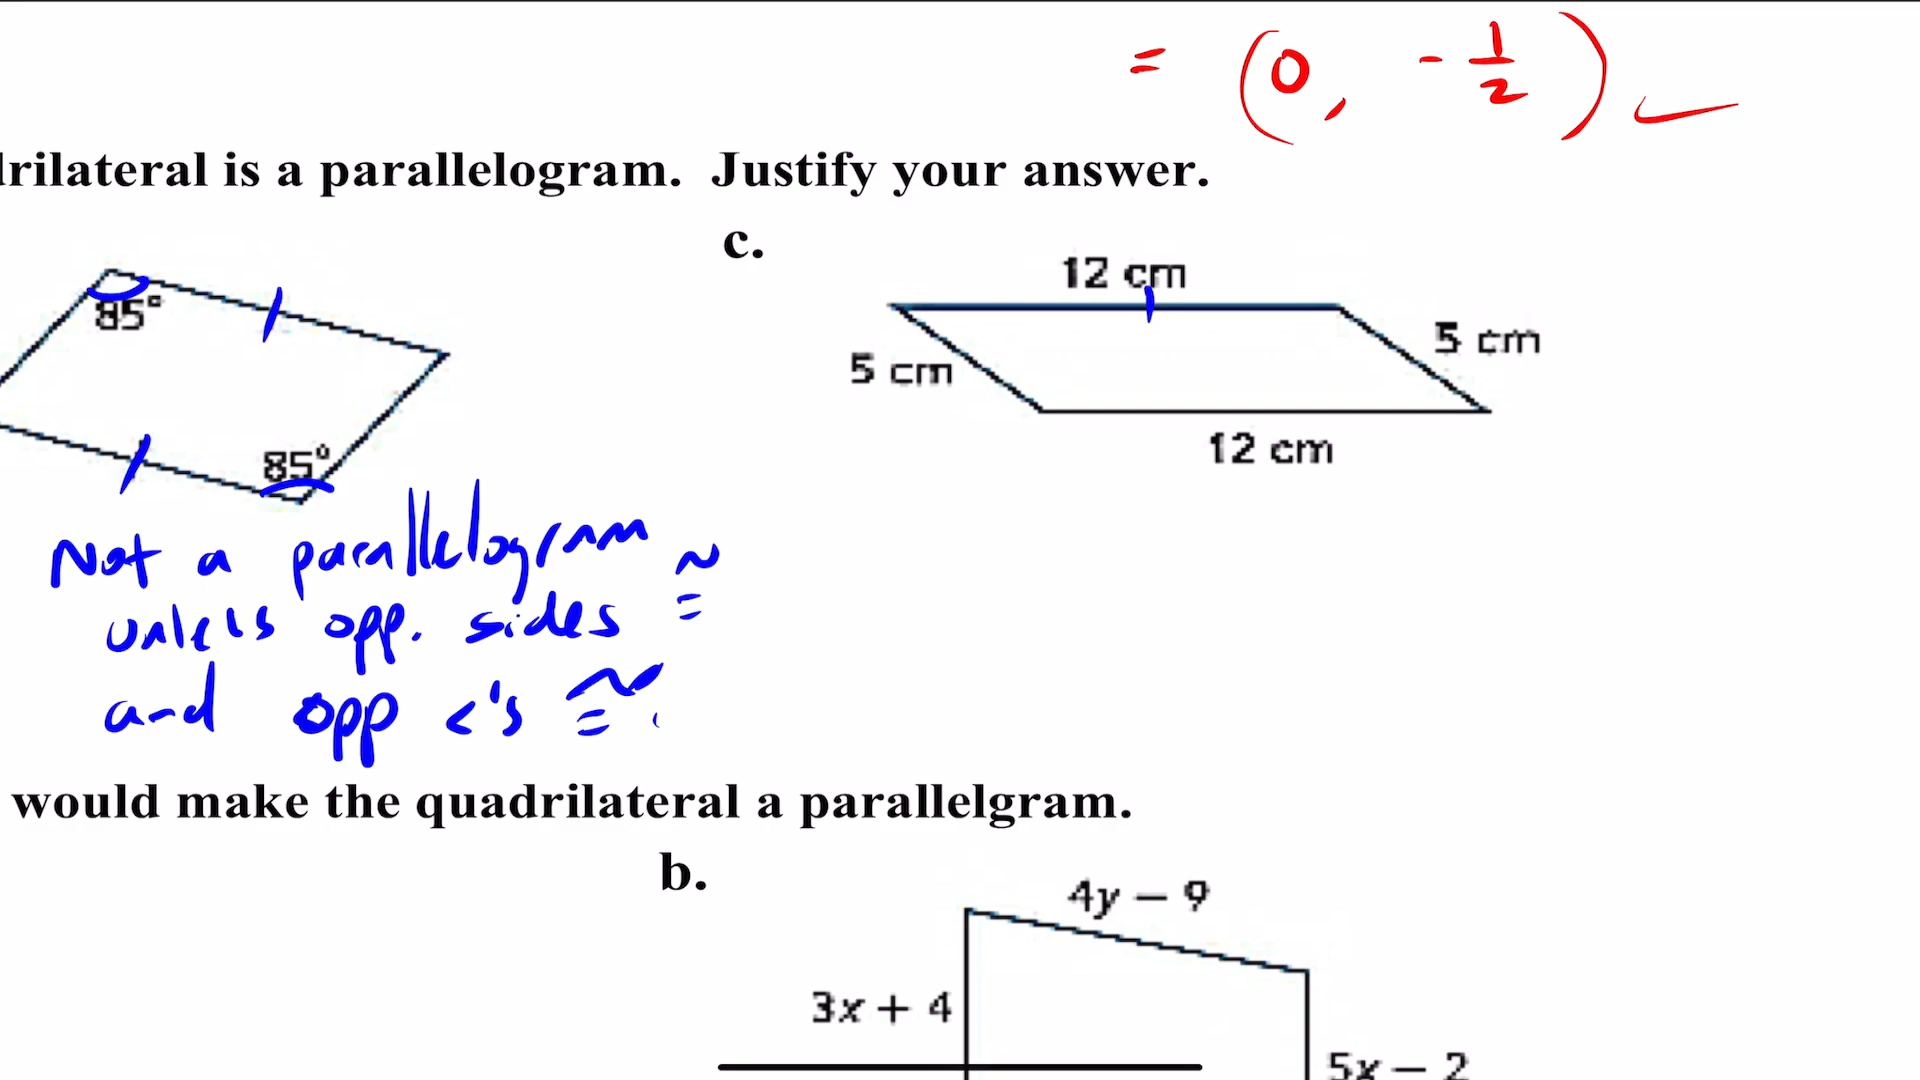 = (0, -1/2)
drilateral is a parallelogram. Justify your answer.
c.
85°
85°
12 cm
5 cm
5 cm
12 cm
Not a parallelogram
unless opp. sides ≅
and opp <'s ≅.
would make the quadrilateral a parallelgram.
b.
4y – 9
3x + 4
5x – 2